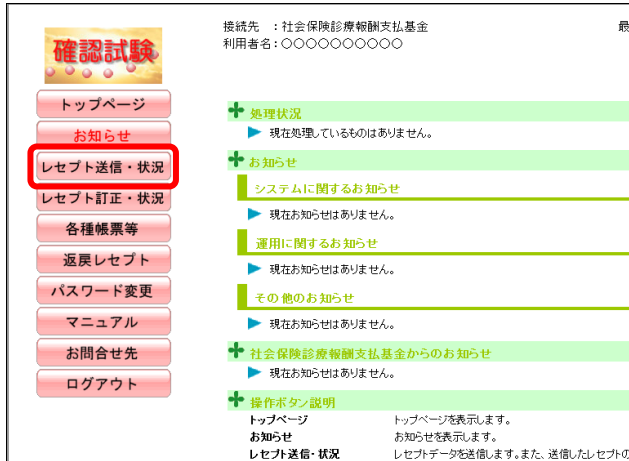 接続先　：社会保険診療報酬支払基金
最
利用者名：○○○○○○○○○○
確認試験
トップページ
お知らせ
レセプト送信・状況
レセプト訂正・状況
各種帳票等
返戻レセプト
パスワード変更
マニュアル
お問合せ先
ログアウト
処理状況
現在処理しているものはありません。
お知らせ
システムに関するお知らせ
現在お知らせはありません。
運用に関するお知らせ
現在お知らせはありません。
その他のお知らせ
現在お知らせはありません。
社会保険診療報酬支払基金からのお知らせ
現在お知らせはありません。
操作ボタン説明
トップページ　トップページを表示します。
お知らせ　お知らせを表示します。
レセプト送信・状況　レセプトデータを送信します。また、送信したレセプトの